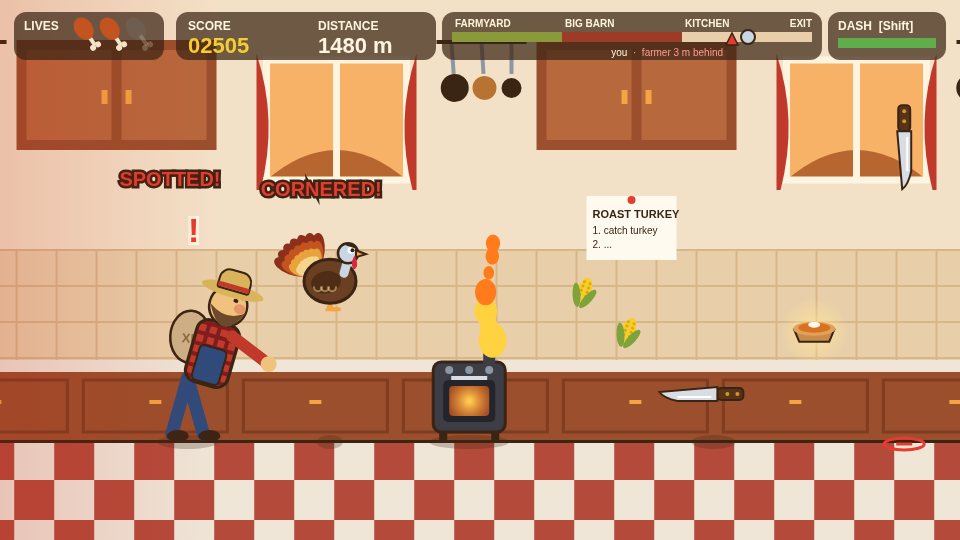 LIVES
SCORE
02505
DISTANCE
1480 m
FARMYARD
BIG BARN
KITCHEN
EXIT
you · farmer 3 m behind
DASH [Shift]
SPOTTED!
CORNERED!
!
ROAST TURKEY
1. catch turkey
2. ...